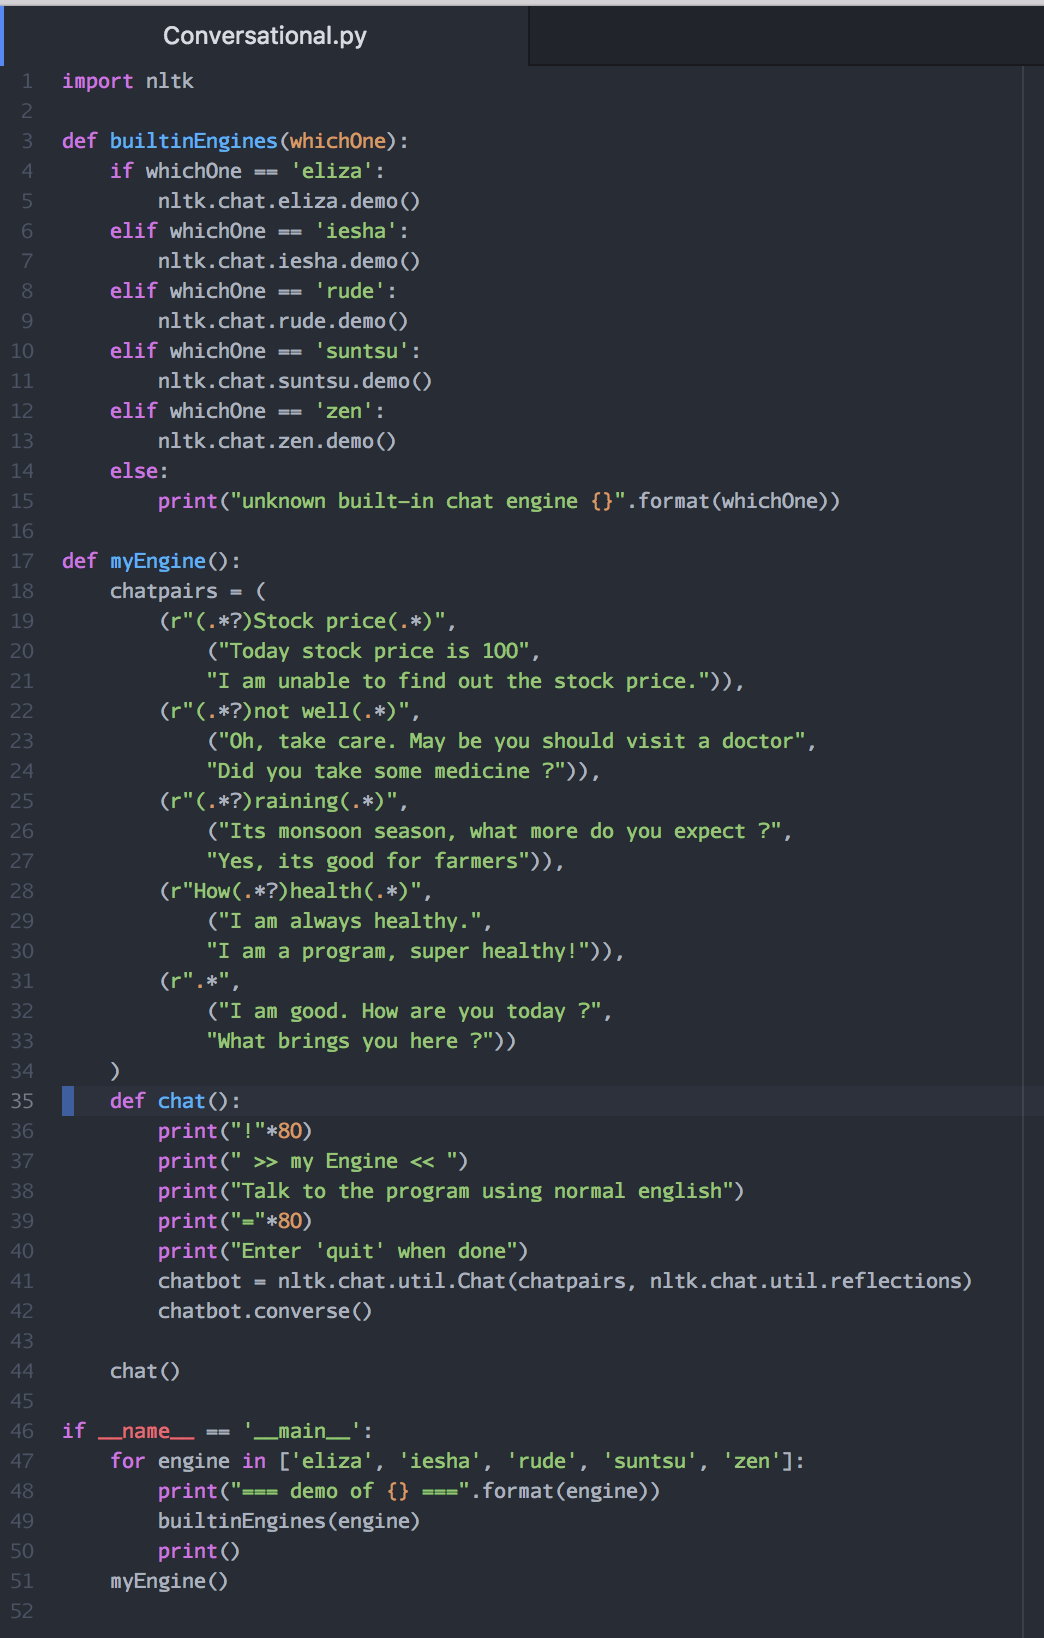 Conversational.py
1 import nltk
2
3 def builtinEngines(whichOne):
4     if whichOne == 'eliza':
5         nltk.chat.eliza.demo()
6     elif whichOne == 'iesha':
7         nltk.chat.iesha.demo()
8     elif whichOne == 'rude':
9         nltk.chat.rude.demo()
10     elif whichOne == 'suntsu':
11         nltk.chat.suntsu.demo()
12     elif whichOne == 'zen':
13         nltk.chat.zen.demo()
14     else:
15         print("unknown built-in chat engine {}".format(whichOne))
16
17 def myEngine():
18     chatpairs = (
19         (r"(.*?)Stock price(.*)",
20             ("Today stock price is 100",
21             "I am unable to find out the stock price.")),
22         (r"(.*?)not well(.*)",
23             ("Oh, take care. May be you should visit a doctor",
24             "Did you take some medicine ?")),
25         (r"(.*?)raining(.*)",
26             ("Its monsoon season, what more do you expect ?",
27             "Yes, its good for farmers")),
28         (r"How(.*?)health(.*)",
29             ("I am always healthy.",
30             "I am a program, super healthy!")),
31         (r".*",
32             ("I am good. How are you today ?",
33             "What brings you here ?"))
34     )
35     def chat():
36         print("!"*80)
37         print(" >> my Engine << ")
38         print("Talk to the program using normal english")
39         print("="*80)
40         print("Enter 'quit' when done")
41         chatbot = nltk.chat.util.Chat(chatpairs, nltk.chat.util.reflections)
42         chatbot.converse()
43
44     chat()
45
46 if __name__ == '__main__':
47     for engine in ['eliza', 'iesha', 'rude', 'suntsu', 'zen']:
48         print("=== demo of {} ===".format(engine))
49         builtinEngines(engine)
50         print()
51     myEngine()
52